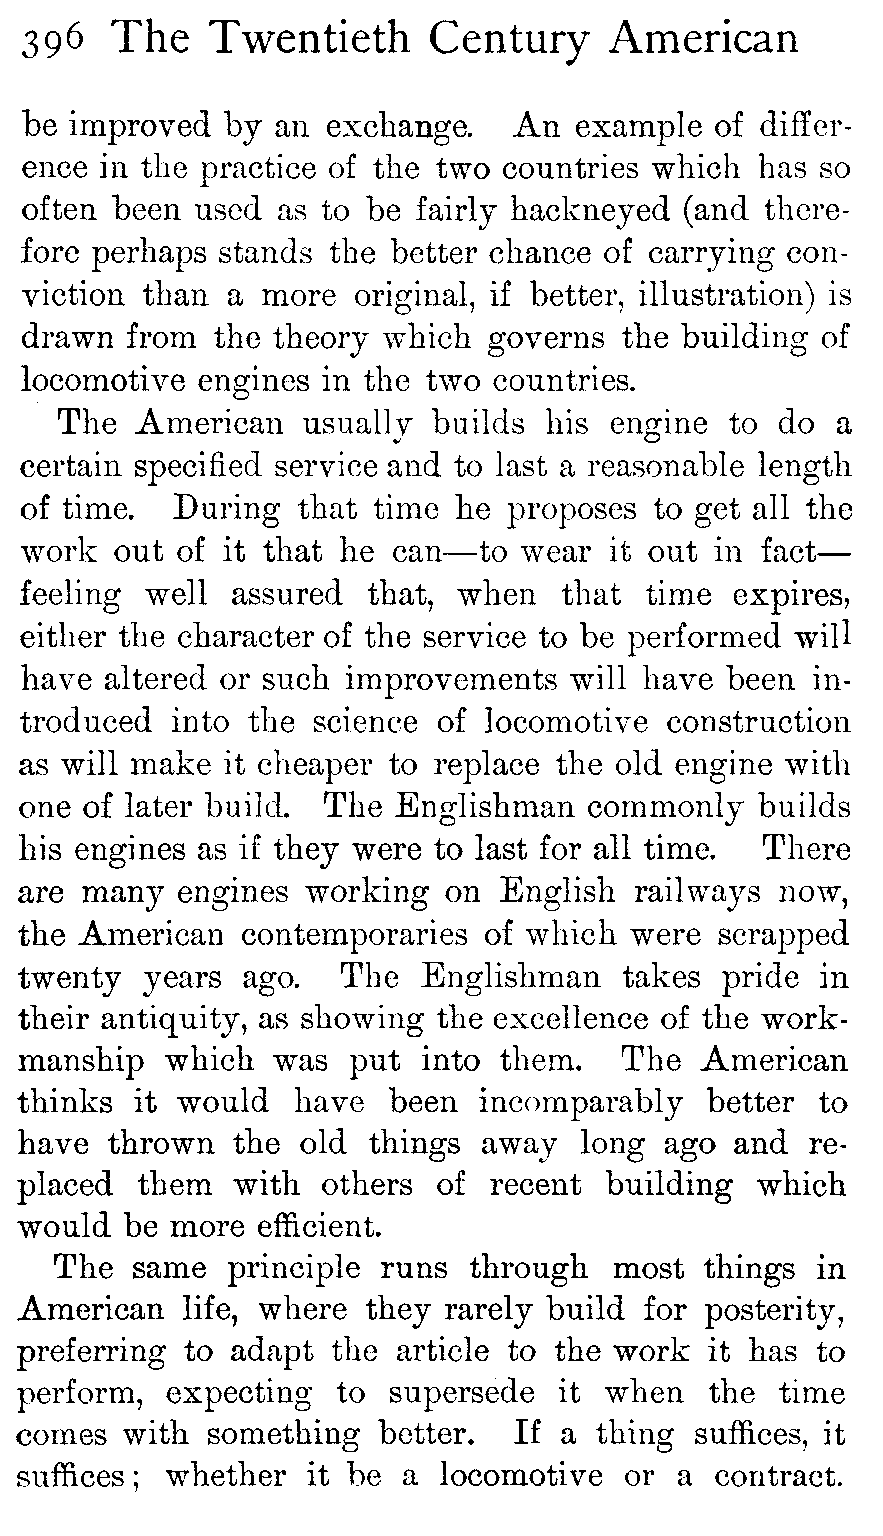 396 The Twentieth Century American
be improved by an exchange. An example of differ-
ence in the practice of the two countries which has so
often been used as to be fairly hackneyed (and there-
fore perhaps stands the better chance of carrying con-
viction than a more original, if better, illustration) is
drawn from the theory which governs the building of
locomotive engines in the two countries.
The American usually builds his engine to do a
certain specified service and to last a reasonable length
of time. During that time he proposes to get all the
work out of it that he can—to wear it out in fact—
feeling well assured that, when that time expires,
either the character of the service to be performed will
have altered or such improvements will have been in-
troduced into the science of locomotive construction
as will make it cheaper to replace the old engine with
one of later build. The Englishman commonly builds
his engines as if they were to last for all time. There
are many engines working on English railways now,
the American contemporaries of which were scrapped
twenty years ago. The Englishman takes pride in
their antiquity, as showing the excellence of the work-
manship which was put into them. The American
thinks it would have been incomparably better to
have thrown the old things away long ago and re-
placed them with others of recent building which
would be more efficient.
The same principle runs through most things in
American life, where they rarely build for posterity,
preferring to adapt the article to the work it has to
perform, expecting to supersede it when the time
comes with something better. If a thing suffices, it
suffices; whether it be a locomotive or a contract.